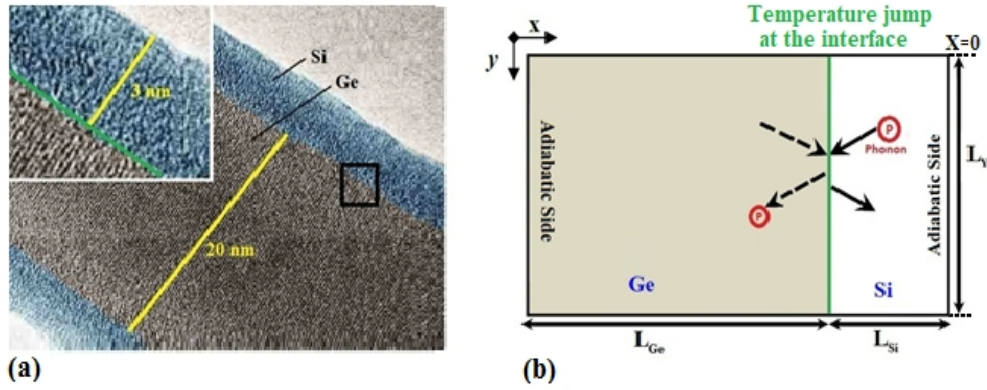 Si
Ge
3 nm
20 nm
(a)
Temperature jump
at the interface
x
y
X=0
Adiabatic Side
P
Phonon
P
Adiabatic Side
Ly
Ge
Si
LGe
LSi
(b)